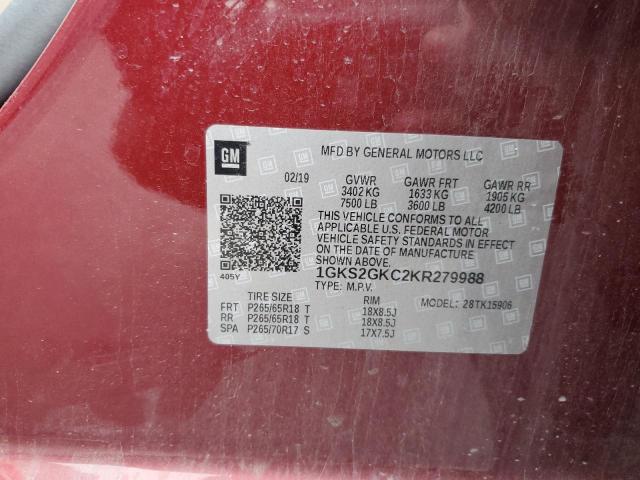 GM
MFD BY GENERAL MOTORS LLC
02/19 GVWR GAWR FRT GAWR RR
3402 KG 1633 KG 1905 KG
7500 LB 3600 LB 4200 LB
THIS VEHICLE CONFORMS TO ALL
APPLICABLE U.S. FEDERAL MOTOR
VEHICLE SAFETY STANDARDS IN EFFECT
ON THE DATE OF MANUFACTURE
SHOWN ABOVE.
405Y
1GKS2GKC2KR279988
TYPE: M.P.V.
TIRE SIZE RIM MODEL: 28TK15906
FRT P265/65R18 T 18X8.5J
RR P265/65R18 T 18X8.5J
SPA P265/70R17 S 17X7.5J